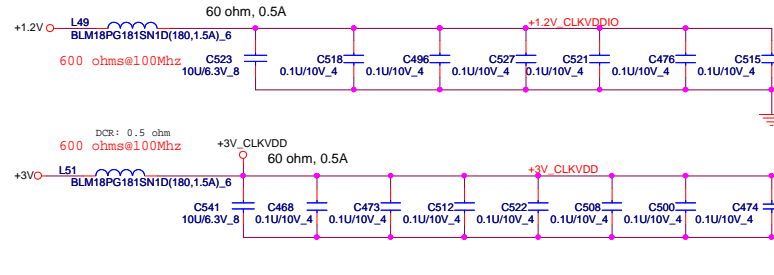 60 ohm, 0.5A
+1.2V
L49
+1.2V_CLKVDDIO
BLM18PG181SN1D(180,1.5A)_6
600 ohms@100Mhz
C523
10U/6.3V_8
C518
0.1U/10V_4
C496
0.1U/10V_4
C527
0.1U/10V_4
C521
0.1U/10V_4
C476
0.1U/10V_4
C515
0.1U/10V_4
DCR: 0.5 ohm
600 ohms@100Mhz
+3V_CLKVDD
60 ohm, 0.5A
+3V
L51
+3V_CLKVDD
BLM18PG181SN1D(180,1.5A)_6
C541
10U/6.3V_8
C468
0.1U/10V_4
C473
0.1U/10V_4
C512
0.1U/10V_4
C522
0.1U/10V_4
C508
0.1U/10V_4
C500
0.1U/10V_4
C474
0.1U/10V_4